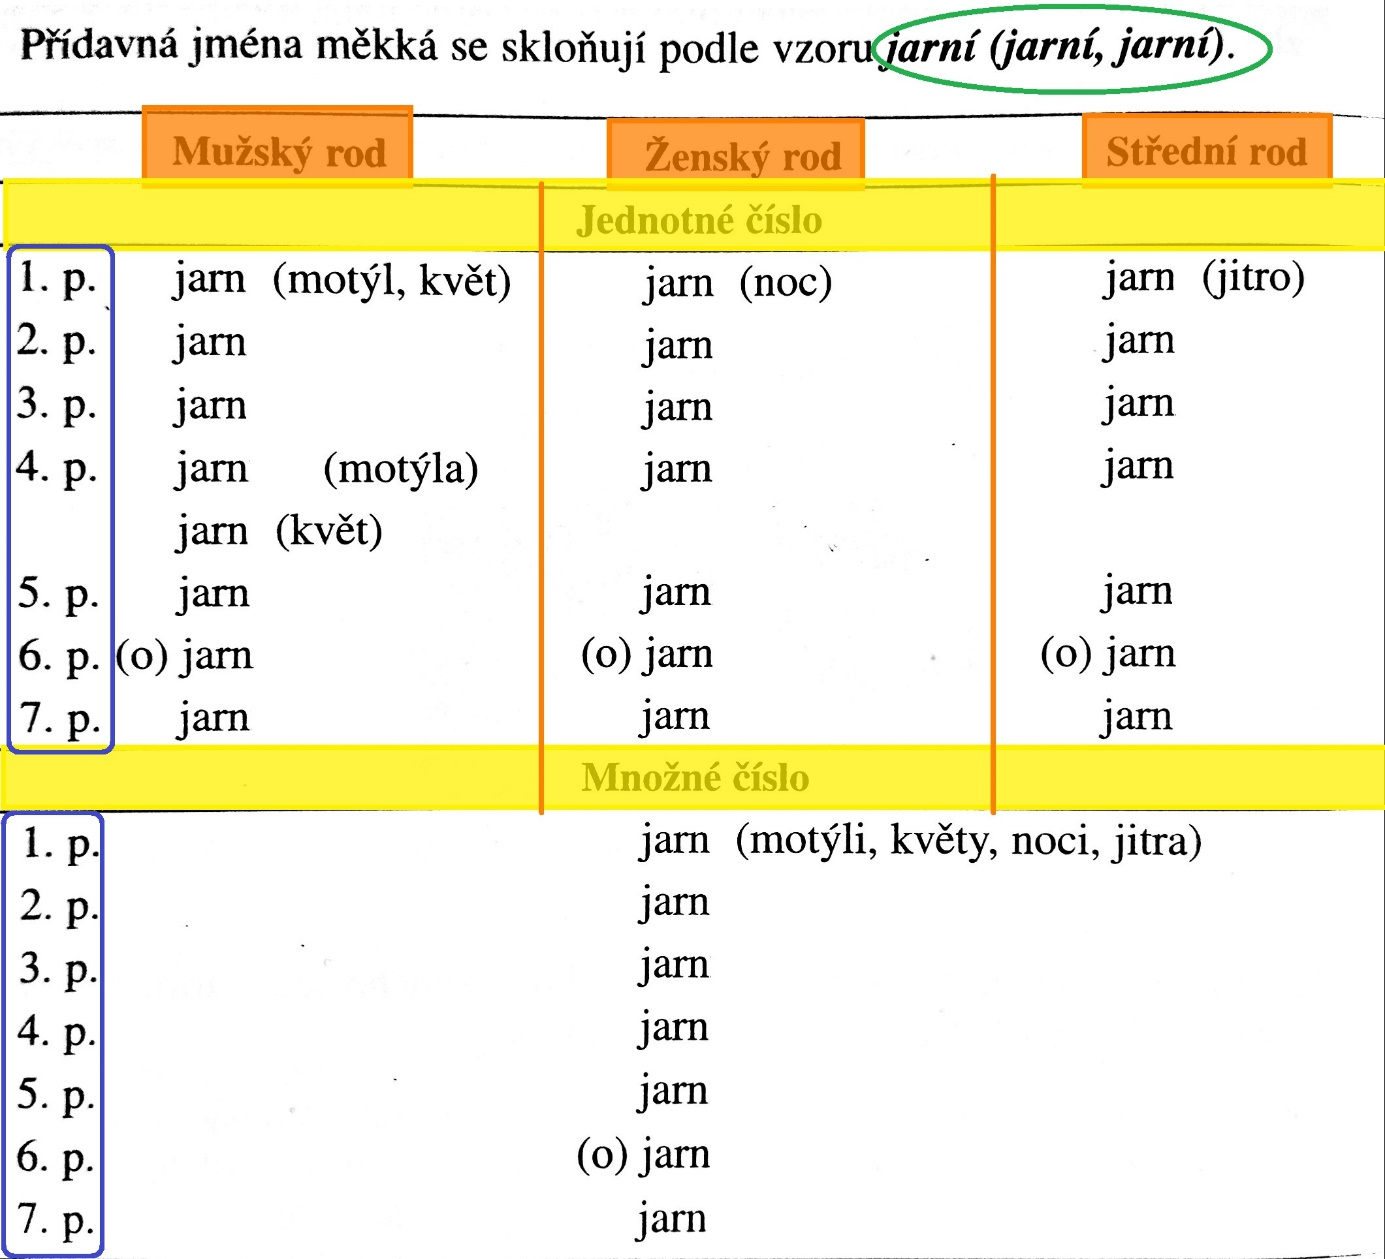 Přídavná jména měkká se skloňují podle vzoru jarní (jarní, jarní).
Mužský rod Ženský rod Střední rod
Jednotné číslo
1. p. jarn (motýl, květ) jarn (noc) jarn (jitro)
2. p. jarn jarn jarn
3. p. jarn jarn jarn
4. p. jarn (motýla) jarn jarn
jarn (květ)
5. p. jarn jarn jarn
6. p. (o) jarn (o) jarn (o) jarn
7. p. jarn jarn jarn
Množné číslo
1. p. jarn (motýli, květy, noci, jitra)
2. p. jarn
3. p. jarn
4. p. jarn
5. p. jarn
6. p. (o) jarn
7. p. jarn